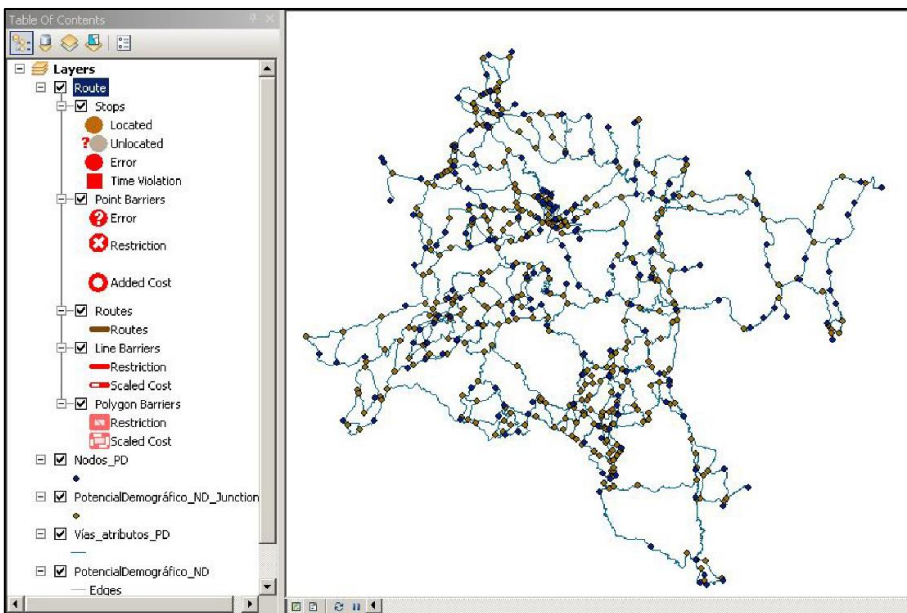 Table Of Contents
Layers
Route
Stops
Located
? Unlocated
Error
Time Violation
Point Barriers
? Error
Restriction
Added Cost
Routes
Routes
Line Barriers
Restriction
Scaled Cost
Polygon Barriers
Restriction
Scaled Cost
Nodos_PD
PotencialDemográfico_ND_Junction
Vías_atributos_PD
PotencialDemográfico_ND
Edges